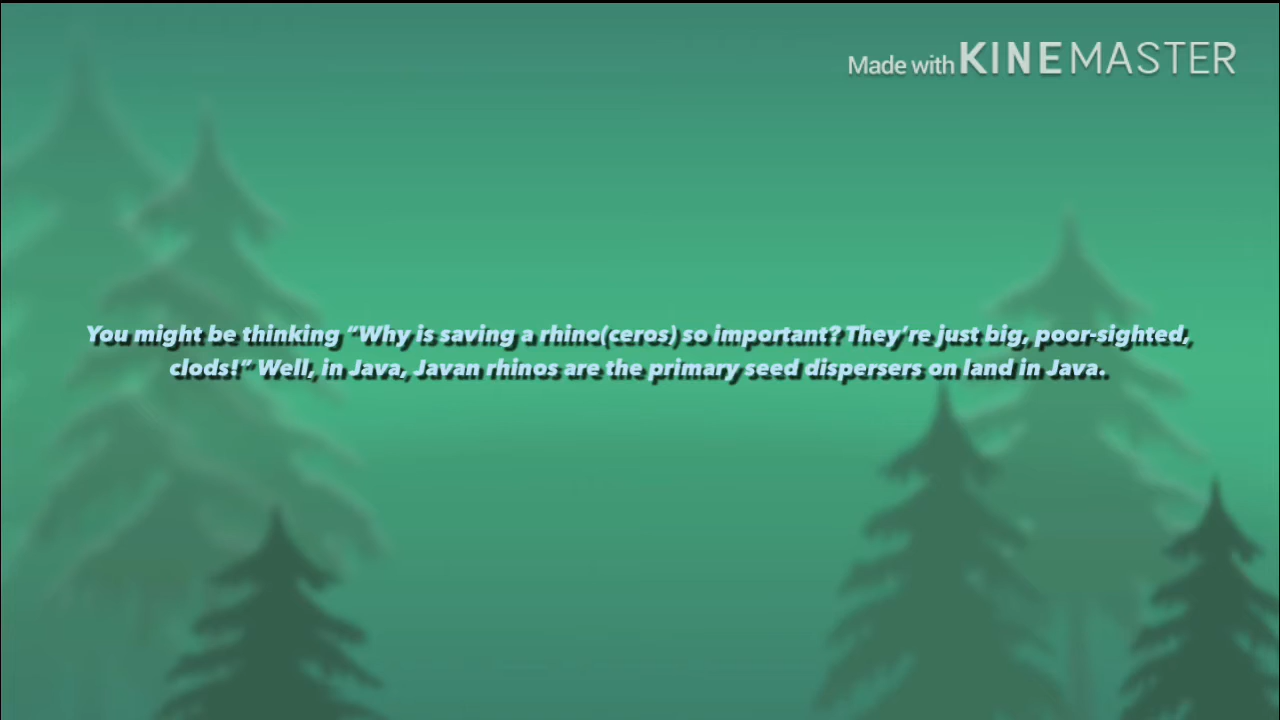 Made with KINEMASTER
You might be thinking “Why is saving a rhino(ceros) so important? They’re just big, poor-sighted,
clods!” Well, in Java, Javan rhinos are the primary seed dispersers on land in Java.